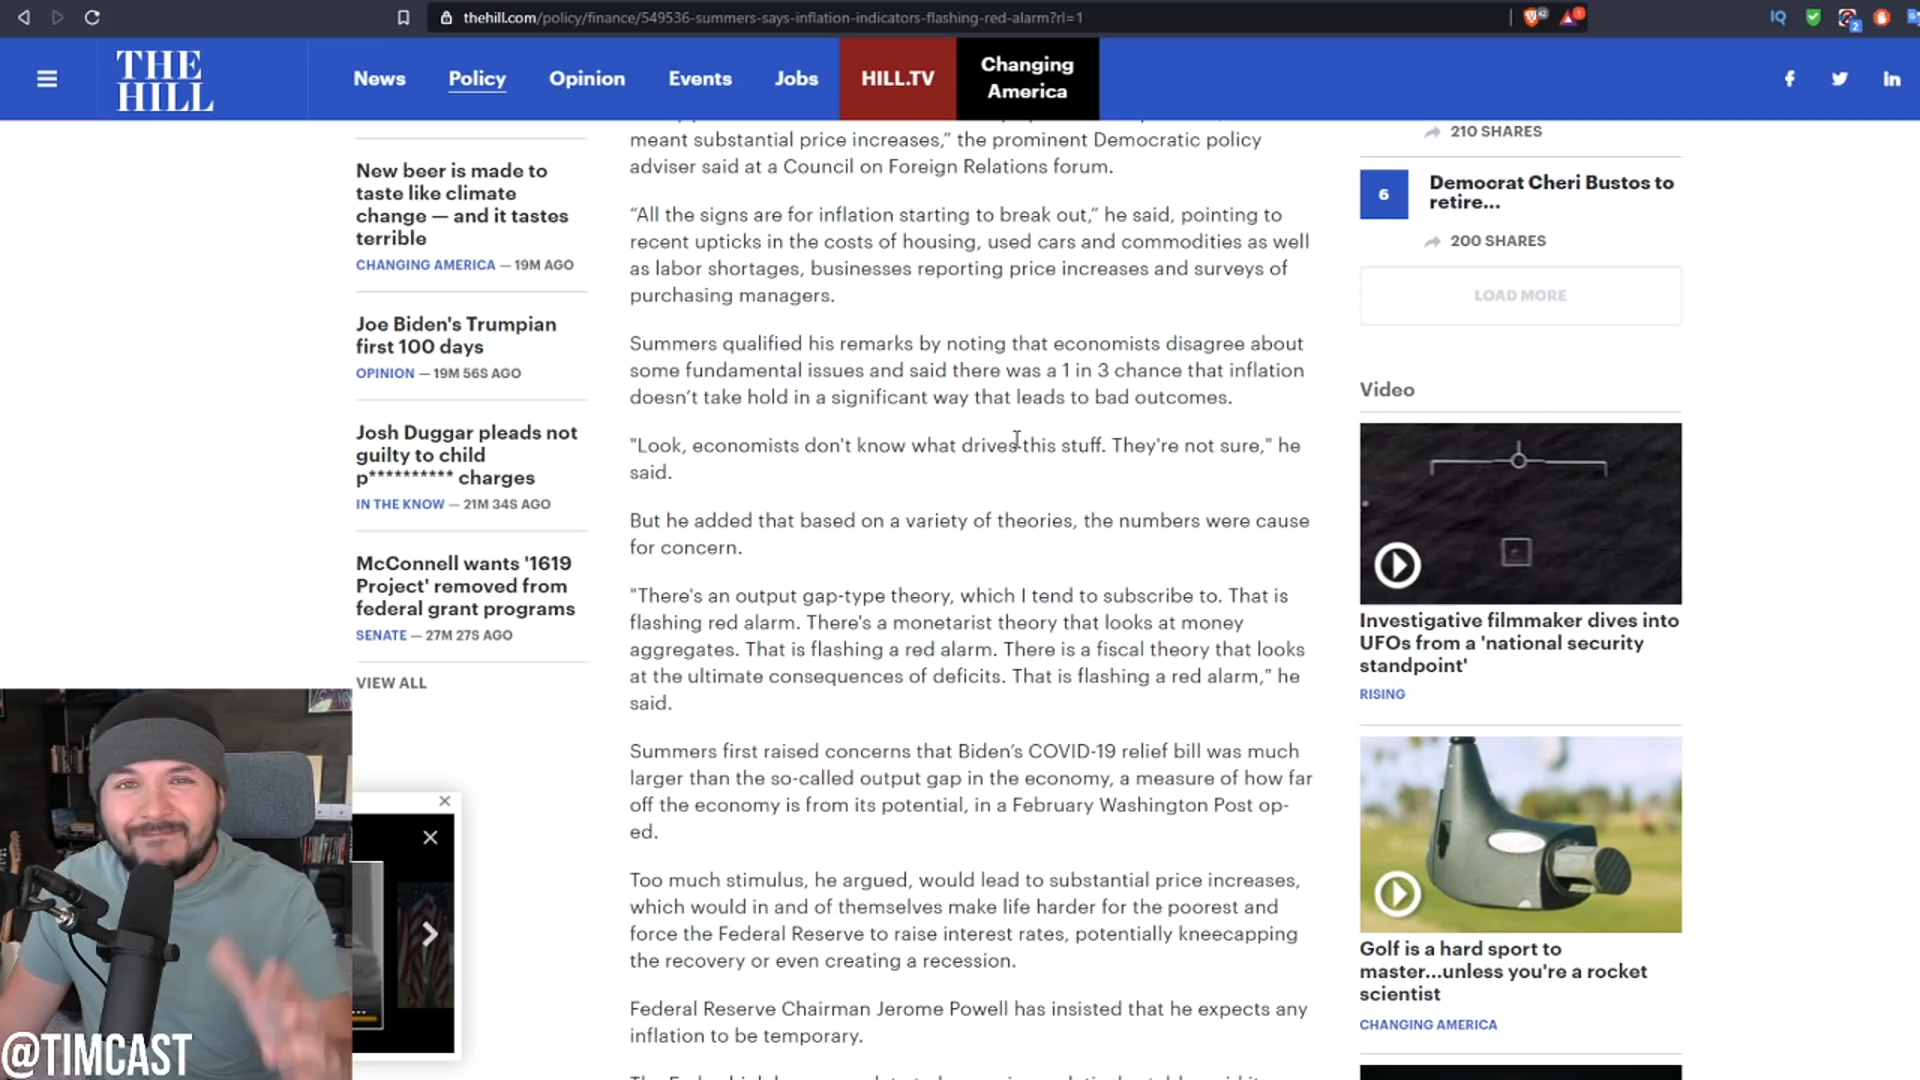 thehill.com/policy/finance/549536-summers-says-inflation-indicators-flashing-red-alarm?rl=1
IQ
2
THE
HILL
News
Policy
Opinion
Events
Jobs
HILL.TV
Changing
America
New beer is made to
taste like climate
change — and it tastes
terrible
CHANGING AMERICA — 19M AGO
Joe Biden's Trumpian
first 100 days
OPINION — 19M 56S AGO
Josh Duggar pleads not
guilty to child
p********** charges
IN THE KNOW — 21M 34S AGO
McConnell wants '1619
Project' removed from
federal grant programs
SENATE — 27M 27S AGO
VIEW ALL
meant substantial price increases,” the prominent Democratic policy
adviser said at a Council on Foreign Relations forum.
“All the signs are for inflation starting to break out,” he said, pointing to
recent upticks in the costs of housing, used cars and commodities as well
as labor shortages, businesses reporting price increases and surveys of
purchasing managers.
Summers qualified his remarks by noting that economists disagree about
some fundamental issues and said there was a 1 in 3 chance that inflation
doesn’t take hold in a significant way that leads to bad outcomes.
"Look, economists don't know what drives this stuff. They're not sure," he
said.
But he added that based on a variety of theories, the numbers were cause
for concern.
"There's an output gap-type theory, which I tend to subscribe to. That is
flashing red alarm. There's a monetarist theory that looks at money
aggregates. That is flashing a red alarm. There is a fiscal theory that looks
at the ultimate consequences of deficits. That is flashing a red alarm," he
said.
Summers first raised concerns that Biden’s COVID-19 relief bill was much
larger than the so-called output gap in the economy, a measure of how far
off the economy is from its potential, in a February Washington Post op-
ed.
Too much stimulus, he argued, would lead to substantial price increases,
which would in and of themselves make life harder for the poorest and
force the Federal Reserve to raise interest rates, potentially kneecapping
the recovery or even creating a recession.
Federal Reserve Chairman Jerome Powell has insisted that he expects any
inflation to be temporary.
210 SHARES
6
Democrat Cheri Bustos to
retire...
200 SHARES
LOAD MORE
Video
Investigative filmmaker dives into
UFOs from a 'national security
standpoint'
RISING
Golf is a hard sport to
master...unless you're a rocket
scientist
CHANGING AMERICA
@TIMCAST